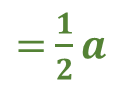 = 1/2 a